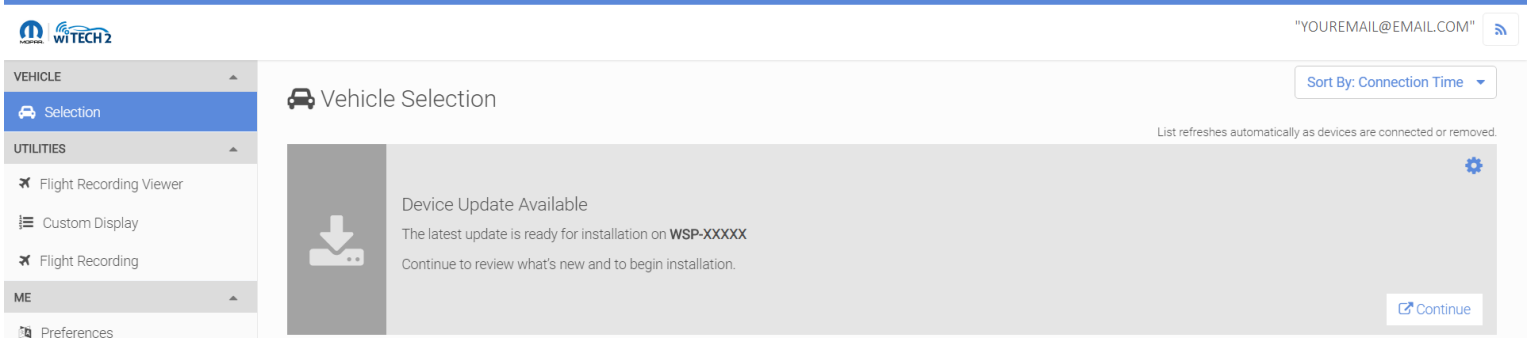 MOPAR
wiTECH 2
"YOUREMAIL@EMAIL.COM"
VEHICLE
Selection
UTILITIES
Flight Recording Viewer
Custom Display
Flight Recording
ME
Preferences
Vehicle Selection
Sort By: Connection Time
List refreshes automatically as devices are connected or removed.
Device Update Available
The latest update is ready for installation on WSP-XXXXX
Continue to review what's new and to begin installation.
Continue